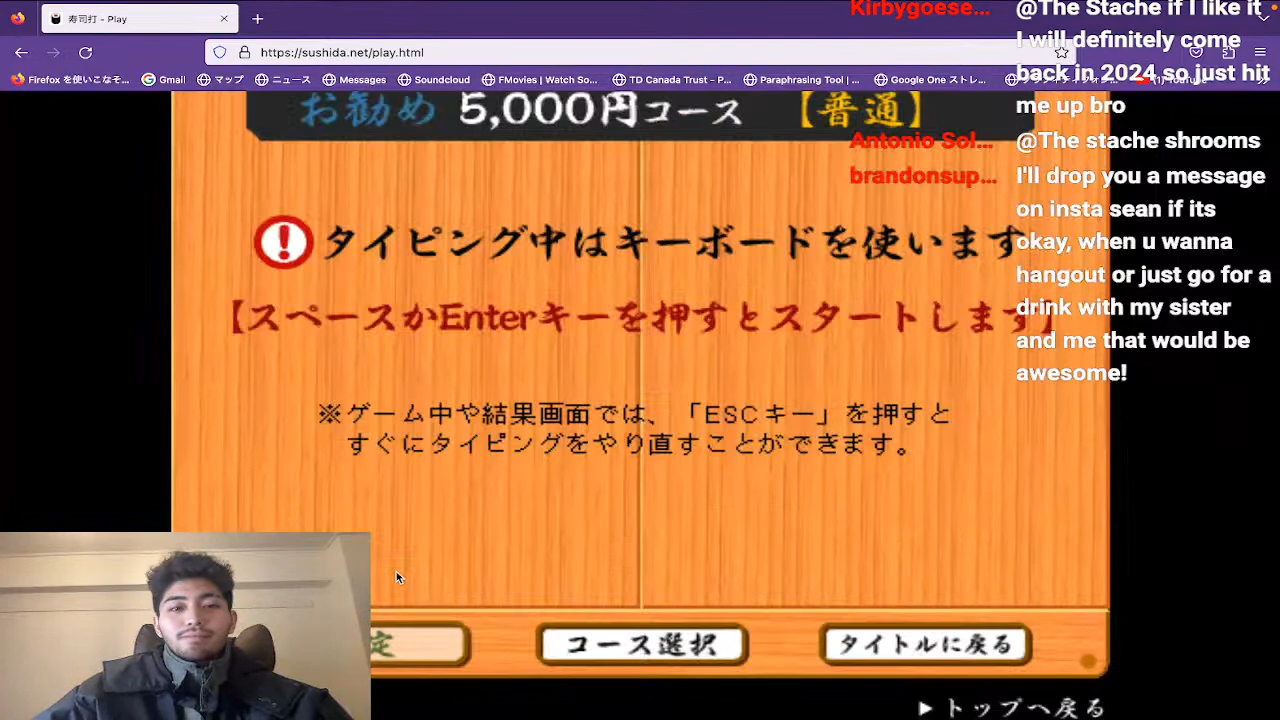 寿司打 - Play
https://sushida.net/play.html
Firefox を使いこなそ...
Gmail
マップ
ニュース
Messages
Soundcloud
FMovies | Watch So...
TD Canada Trust - P...
Paraphrasing Tool | ...
Google One ストレ...
お勧め 5,000円コース 【普通】
タイピング中はキーボードを使います
【スペースかEnterキーを押すとスタートします】
※ゲーム中や結果画面では、「ESCキー」を押すと
すぐにタイピングをやり直すことができます。
定
コース選択
タイトルに戻る
▶トップへ戻る
Kirbygoese...
@The Stache if I like it
I will definitely come
back in 2024 so just hit
me up bro
Antonio Sol...
@The stache shrooms
brandonsup...
I'll drop you a message
on insta sean if its
okay, when u wanna
hangout or just go for a
drink with my sister
and me that would be
awesome!